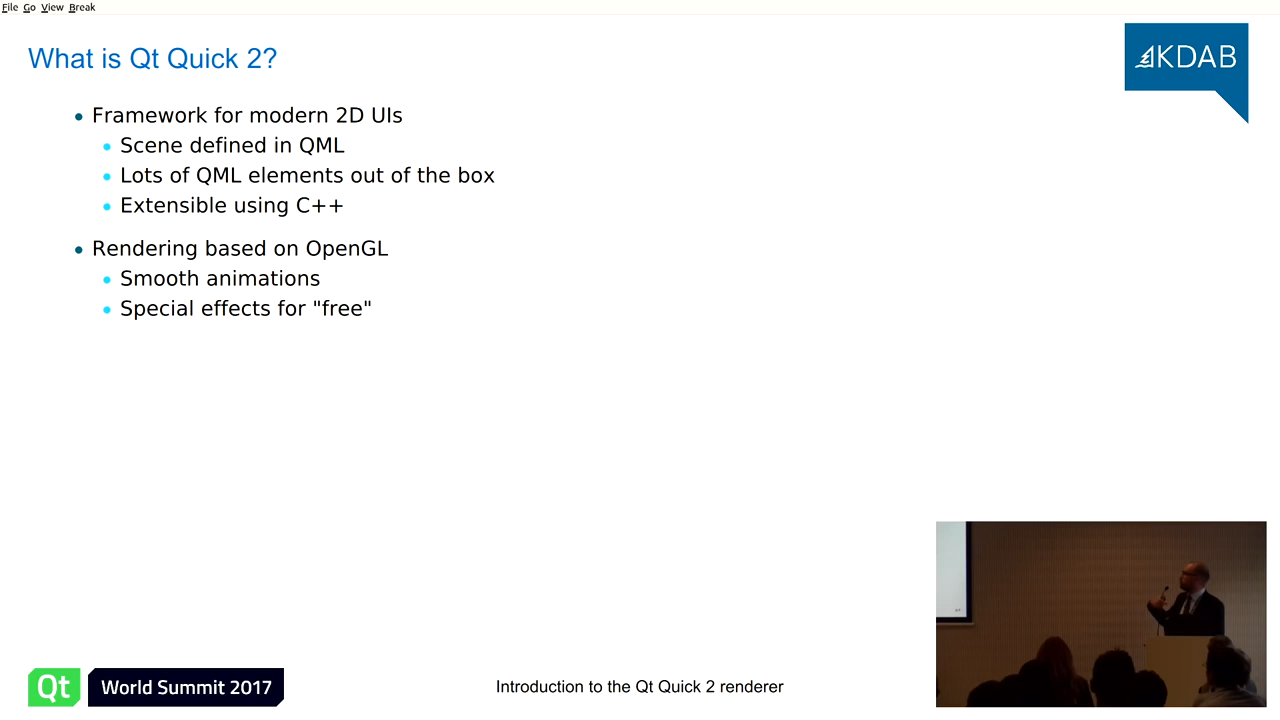 File Go View Break
What is Qt Quick 2?
KDAB
Framework for modern 2D UIs
Scene defined in QML
Lots of QML elements out of the box
Extensible using C++
Rendering based on OpenGL
Smooth animations
Special effects for "free"
Qt World Summit 2017
Introduction to the Qt Quick 2 renderer